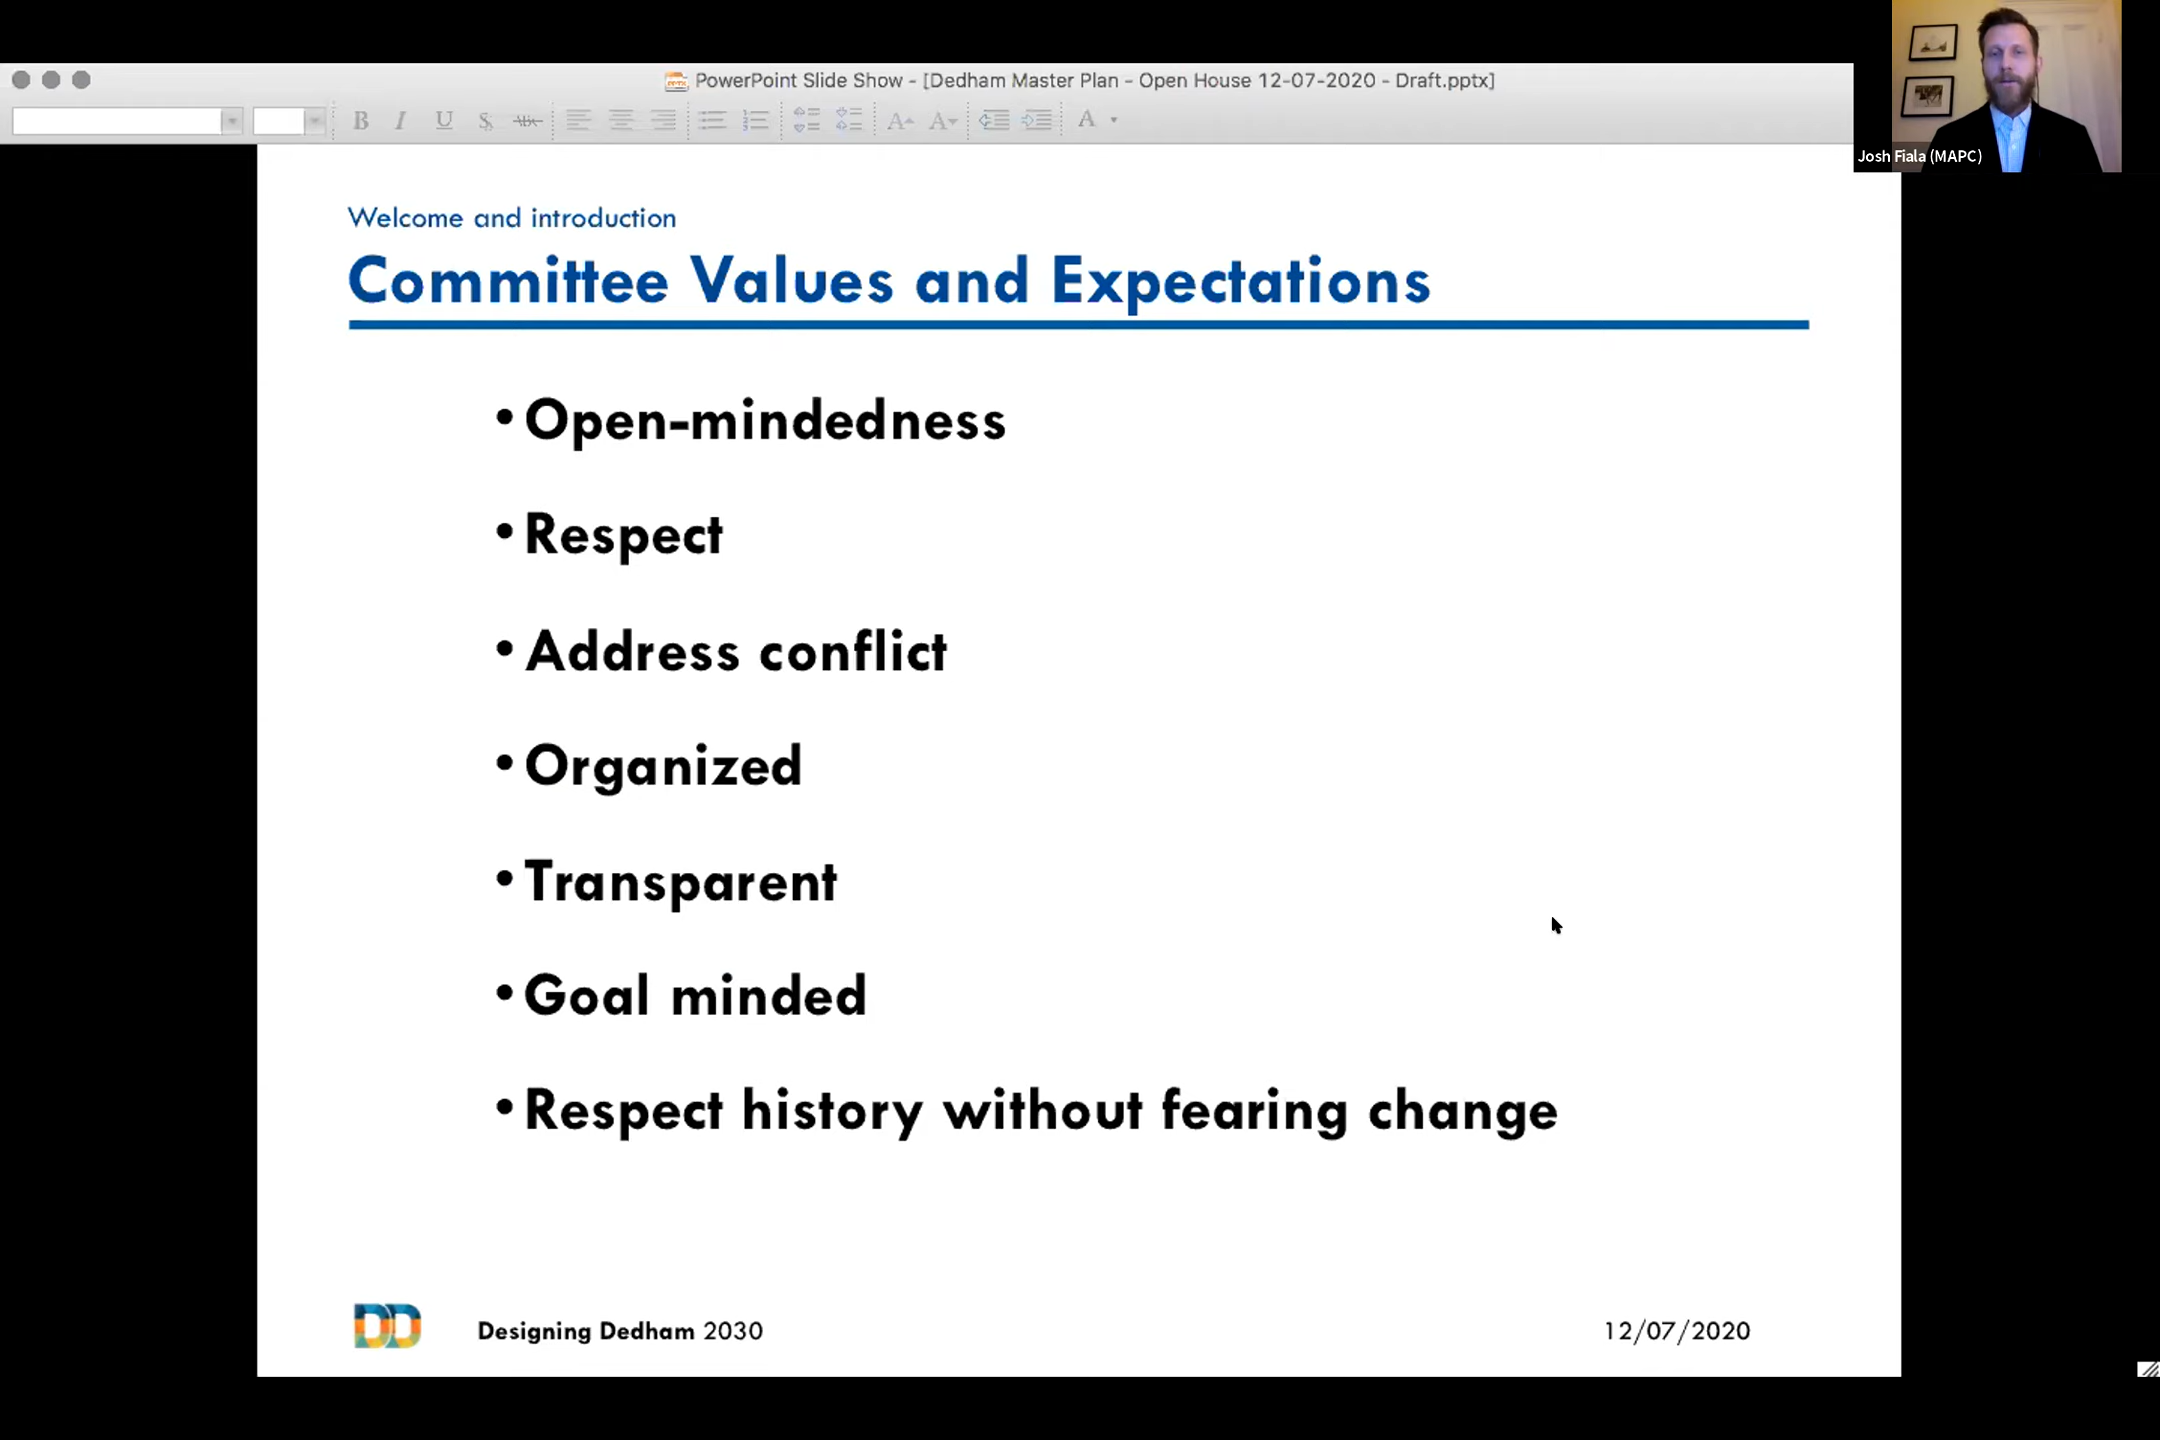 PowerPoint Slide Show - [Dedham Master Plan - Open House 12-07-2020 - Draft.pptx]
B I U S ABC A A A
Josh Fiala (MAPC)
Welcome and introduction
Committee Values and Expectations
• Open-mindedness
• Respect
• Address conflict
• Organized
• Transparent
• Goal minded
• Respect history without fearing change
DD Designing Dedham 2030 12/07/2020